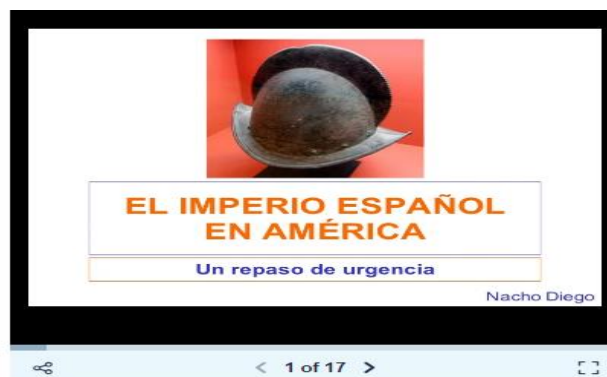 EL IMPERIO ESPAÑOL
EN AMÉRICA
Un repaso de urgencia
Nacho Diego
1 of 17